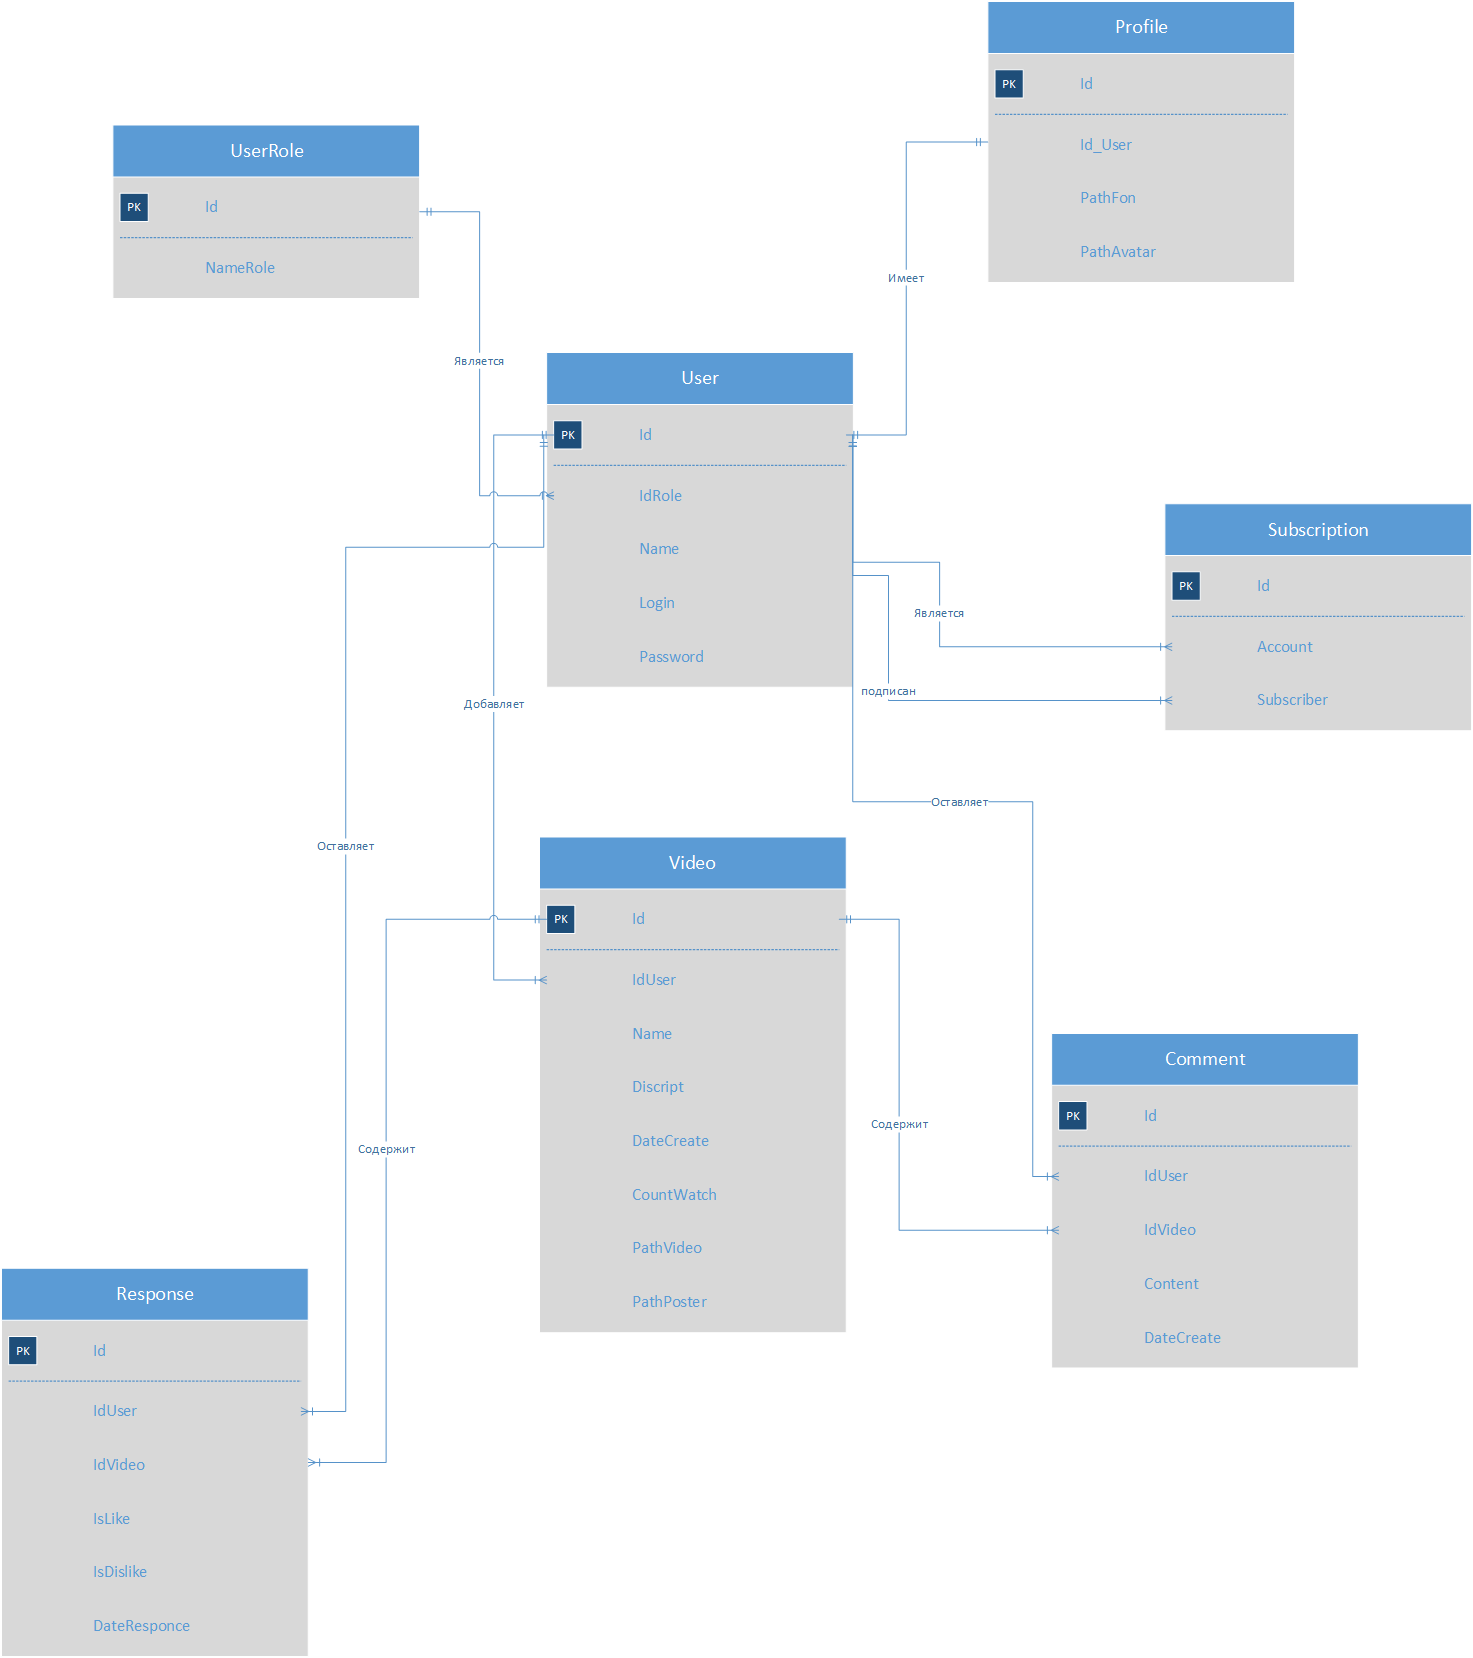 Profile
PK Id
Id_User
PathFon
PathAvatar
UserRole
PK Id
NameRole
Имеет
Является
User
PK Id
IdRole
Name
Login
Password
Subscription
PK Id
Account
Subscriber
Является
подписан
Добавляет
Оставляет
Оставляет
Video
PK Id
IdUser
Name
Discript
DateCreate
CountWatch
PathVideo
PathPoster
Содержит
Содержит
Comment
PK Id
IdUser
IdVideo
Content
DateCreate
Response
PK Id
IdUser
IdVideo
IsLike
IsDislike
DateResponce